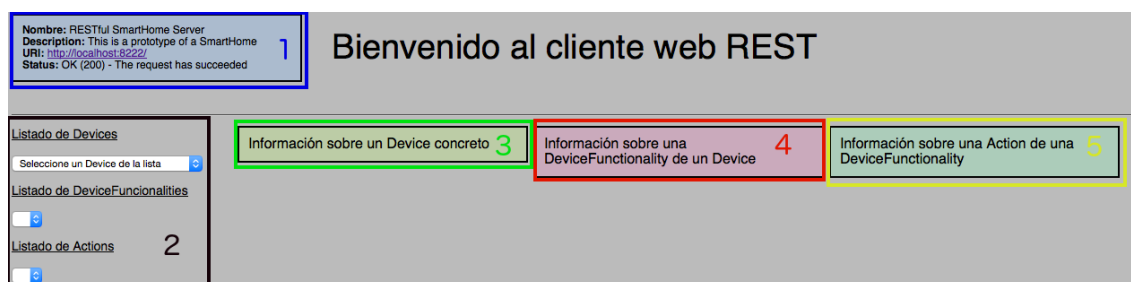 Nombre: RESTful SmartHome Server
Description: This is a prototype of a SmartHome
URI: http://localhost:8222/
Status: OK (200) - The request has succeeded
1
Bienvenido al cliente web REST
Listado de Devices
Seleccione un Device de la lista
Listado de DeviceFuncionalities
Listado de Actions
2
Información sobre un Device concreto
3
Información sobre una
DeviceFunctionality de un Device
4
Información sobre una Action de una
DeviceFunctionality
5